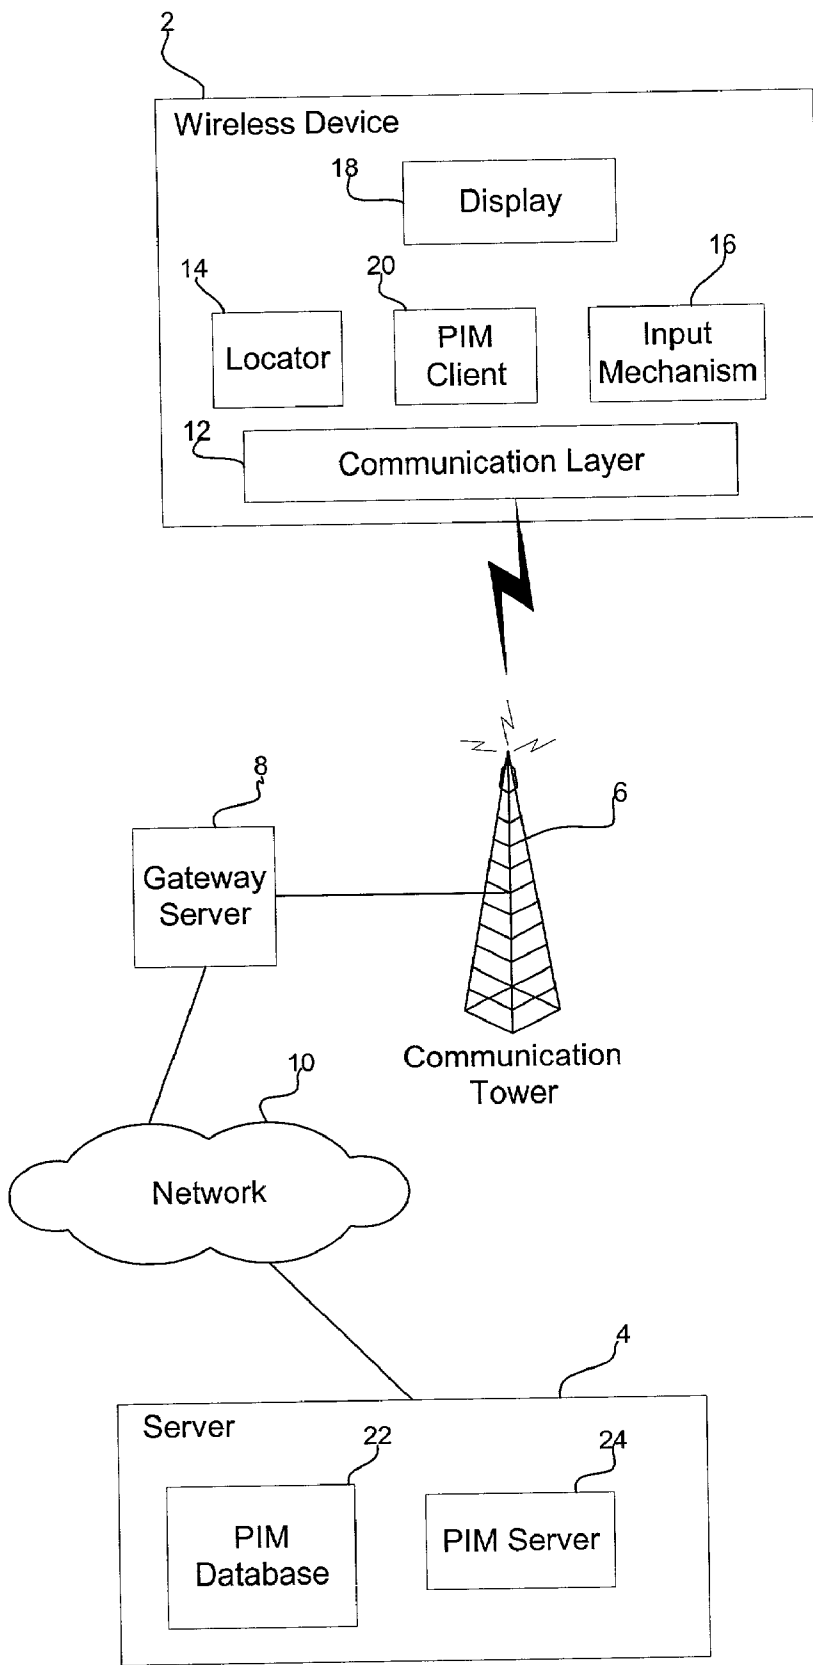 2
Wireless Device
18
Display
14
20
16
Locator
PIM
Client
Input
Mechanism
12
Communication Layer
8
6
Gateway
Server
Communication
Tower
10
Network
4
Server
22
24
PIM
Database
PIM Server